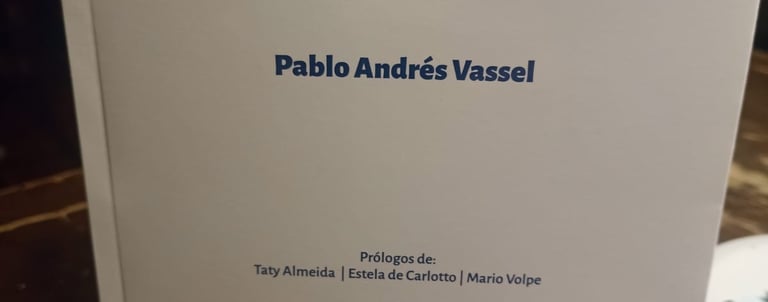 Pablo Andrés Vassel
Prólogos de:
Taty Almeida | Estela de Carlotto | Mario Volpe